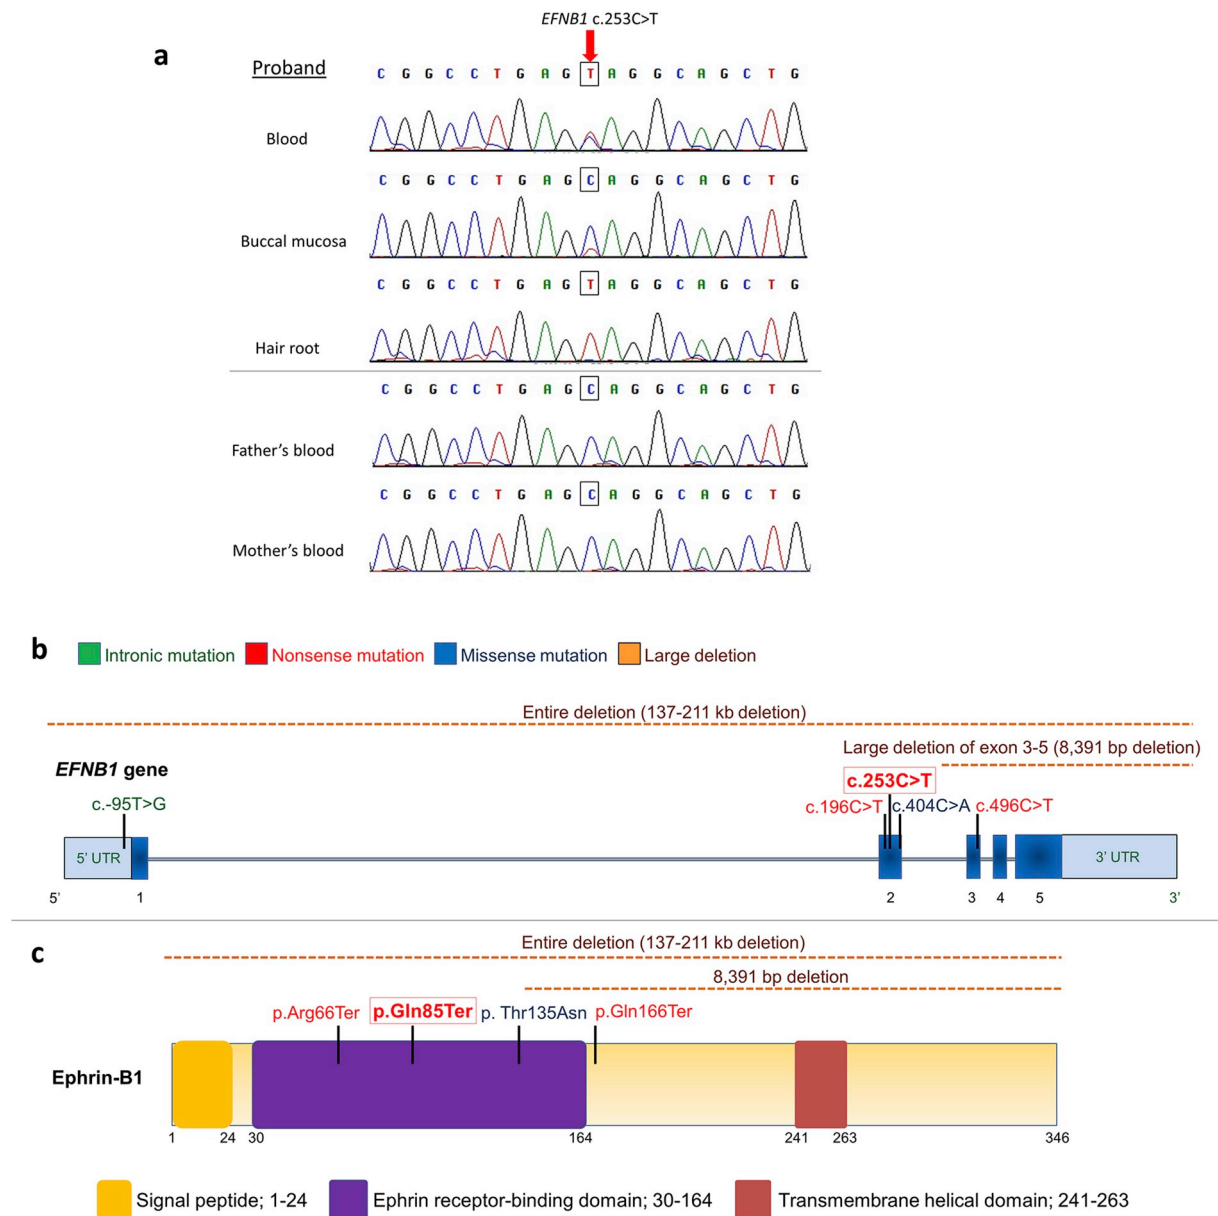 EFNB1 c.253C>T
a
Proband
C G G C C T G A G T A G G C A G C T G
Blood
C G G C C T G A G C A G G C A G C T G
Buccal mucosa
C G G C C T G A G T A G G C A G C T G
Hair root
C G G C C T G A G C A G G C A G C T G
Father's blood
C G G C C T G A G C A G G C A G C T G
Mother's blood
b
Intronic mutation Nonsense mutation Missense mutation Large deletion
Entire deletion (137-211 kb deletion)
Large deletion of exon 3-5 (8,391 bp deletion)
EFNB1 gene
c.253C>T
c.-95T>G
c.196C>T c.404C>A c.496C>T
5' UTR
3' UTR
5' 1 2 3 4 5 3'
c
Entire deletion (137-211 kb deletion)
8,391 bp deletion
p.Arg66Ter p.Gln85Ter p. Thr135Asn p.Gln166Ter
Ephrin-B1
1 24 30 164 241 263 346
Signal peptide; 1-24 Ephrin receptor-binding domain; 30-164 Transmembrane helical domain; 241-263